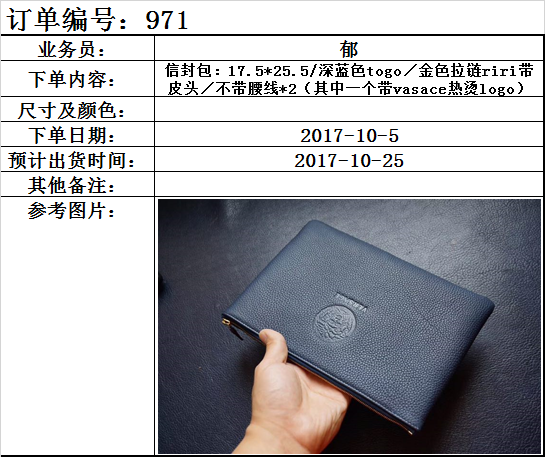 订单编号：971
业务员： 郁
下单内容： 信封包：17.5*25.5/深蓝色togo／金色拉链riri带
皮头／不带腰线*2（其中一个带vasace热烫logo）
尺寸及颜色：
下单日期： 2017-10-5
预计出货时间： 2017-10-25
其他备注：
参考图片：